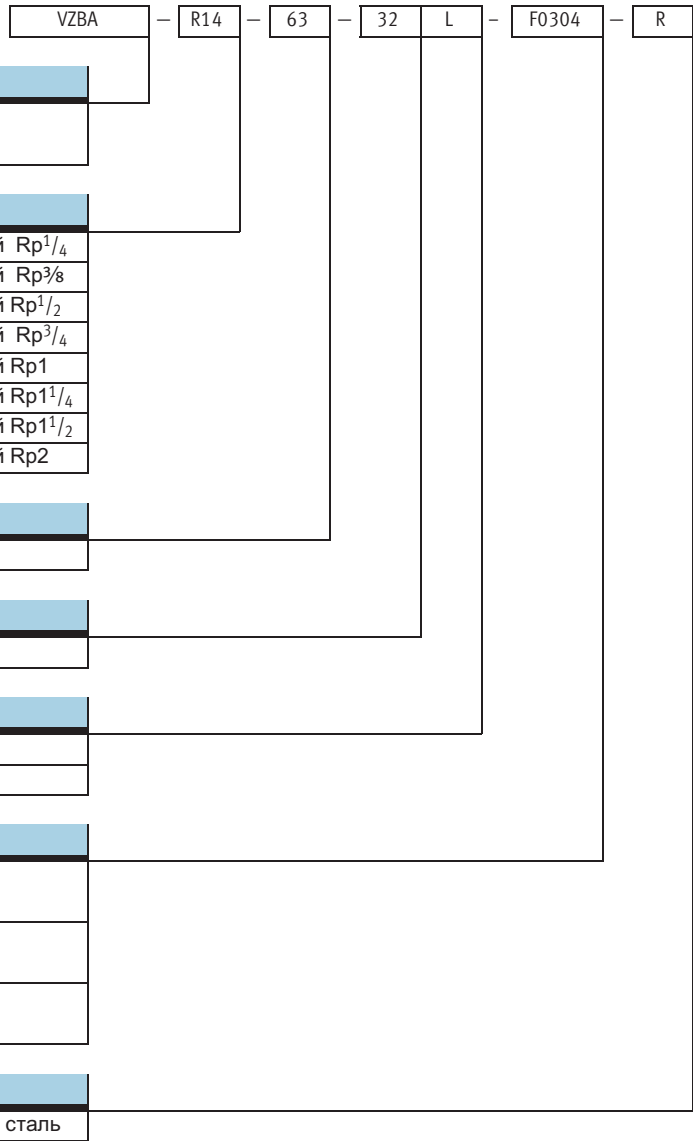 VZBA – R14 – 63 – 32 L – F0304 – R
й Rp1/4
й Rp⅜
й Rp1/2
й Rp3/4
й Rp1
й Rp11/4
й Rp11/2
й Rp2
сталь